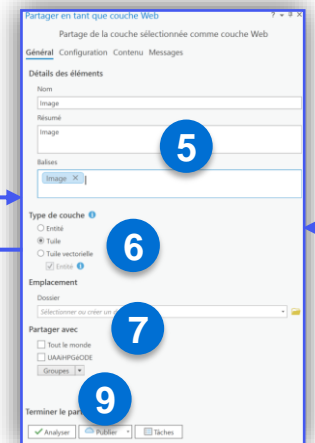 Partager en tant que couche Web
Partage de la couche sélectionnée comme couche Web
Général Configuration Contenu Messages
Détails des éléments
Nom
Image
Résumé
Image
5
Balises
Image ×
Type de couche
Entité
Tuile
Tuile vectorielle
Entité
6
Emplacement
Dossier
Sélectionner ou créer un
7
Partager avec
Tout le monde
Groupes
9
Terminer le
Analyser Publier Tâches